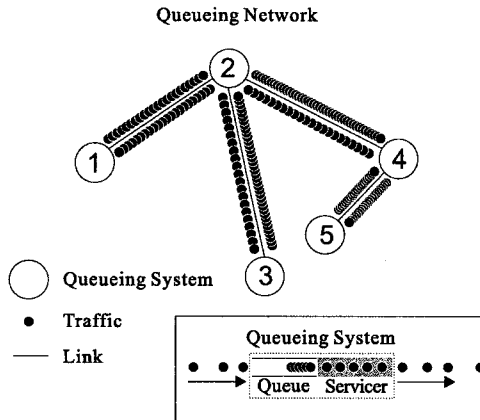 Queueing Network
2
1
4
5
3
Queueing System
Traffic
Link
Queueing System
Queue Servicer